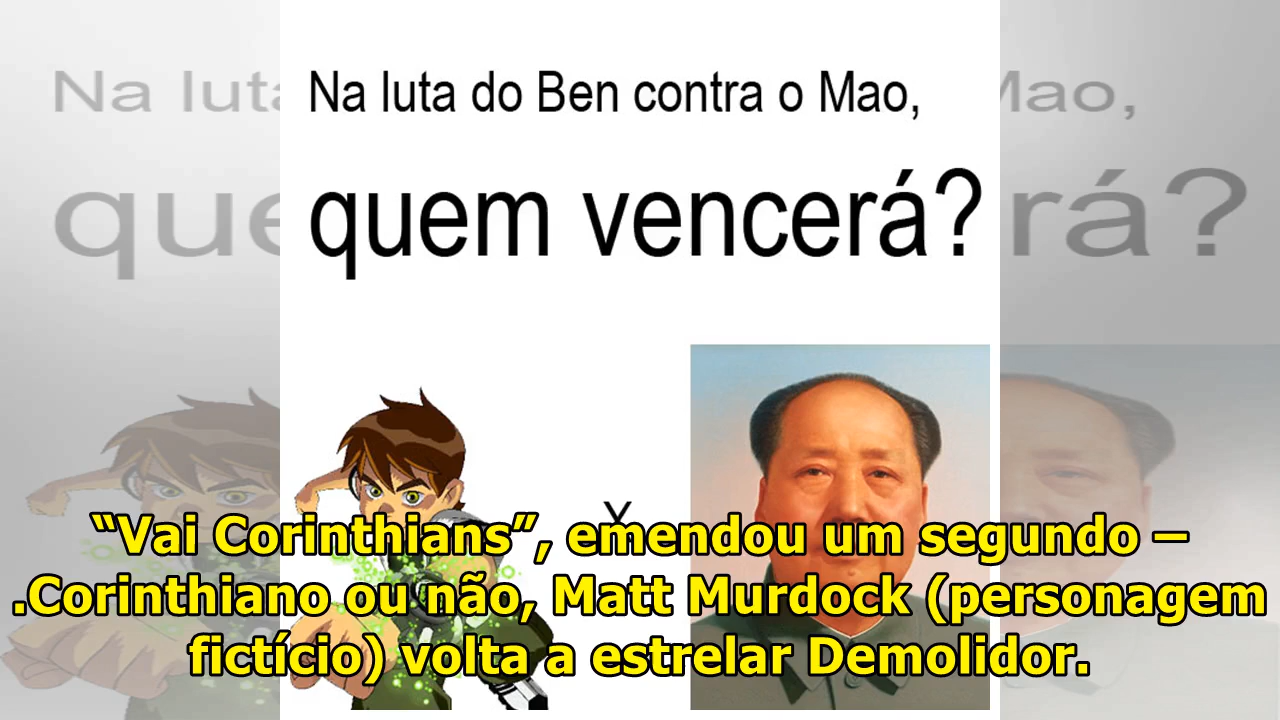 Na luta do Ben contra o Mao,
quem vencerá?
x
“Vai Corinthians”, emendou um segundo –
.Corinthiano ou não, Matt Murdock (personagem
fictício) volta a estrelar Demolidor.